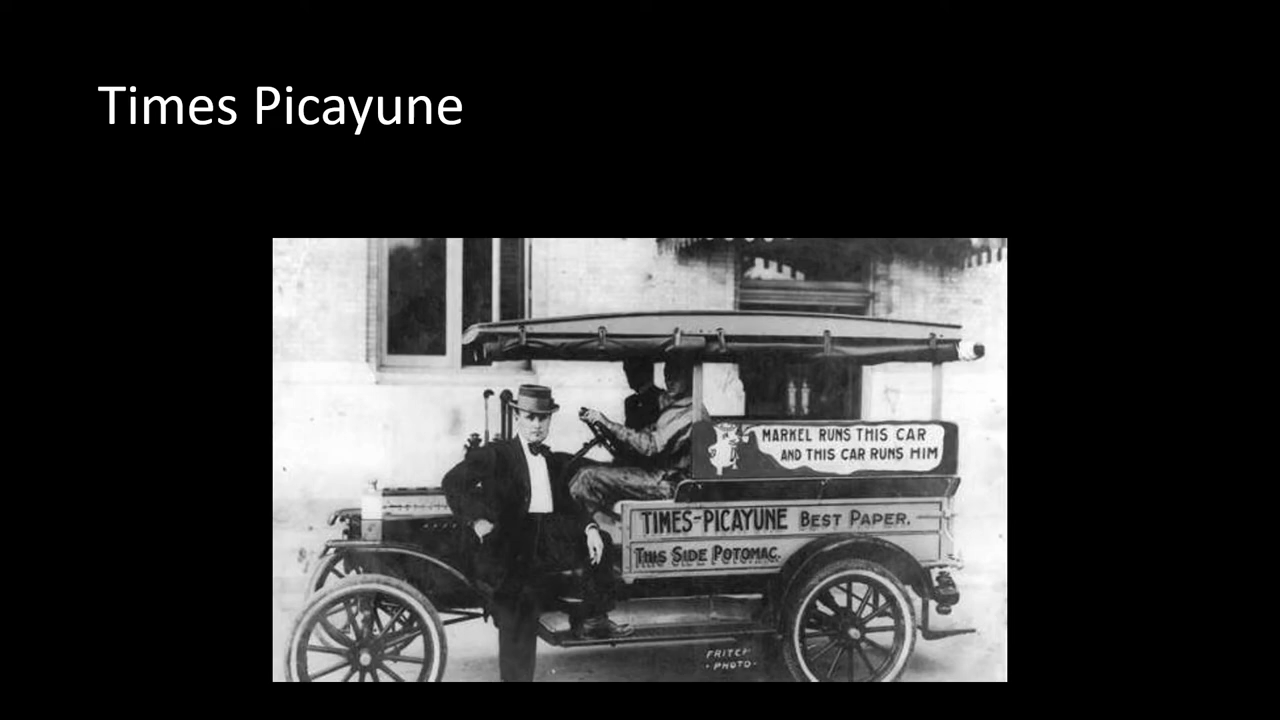 Times Picayune
MARKEL RUNS THIS CAR
AND THIS CAR RUNS HIM
TIMES-PICAYUNE BEST PAPER.
THIS SIDE POTOMAC.
FRITCH
·PHOTO·